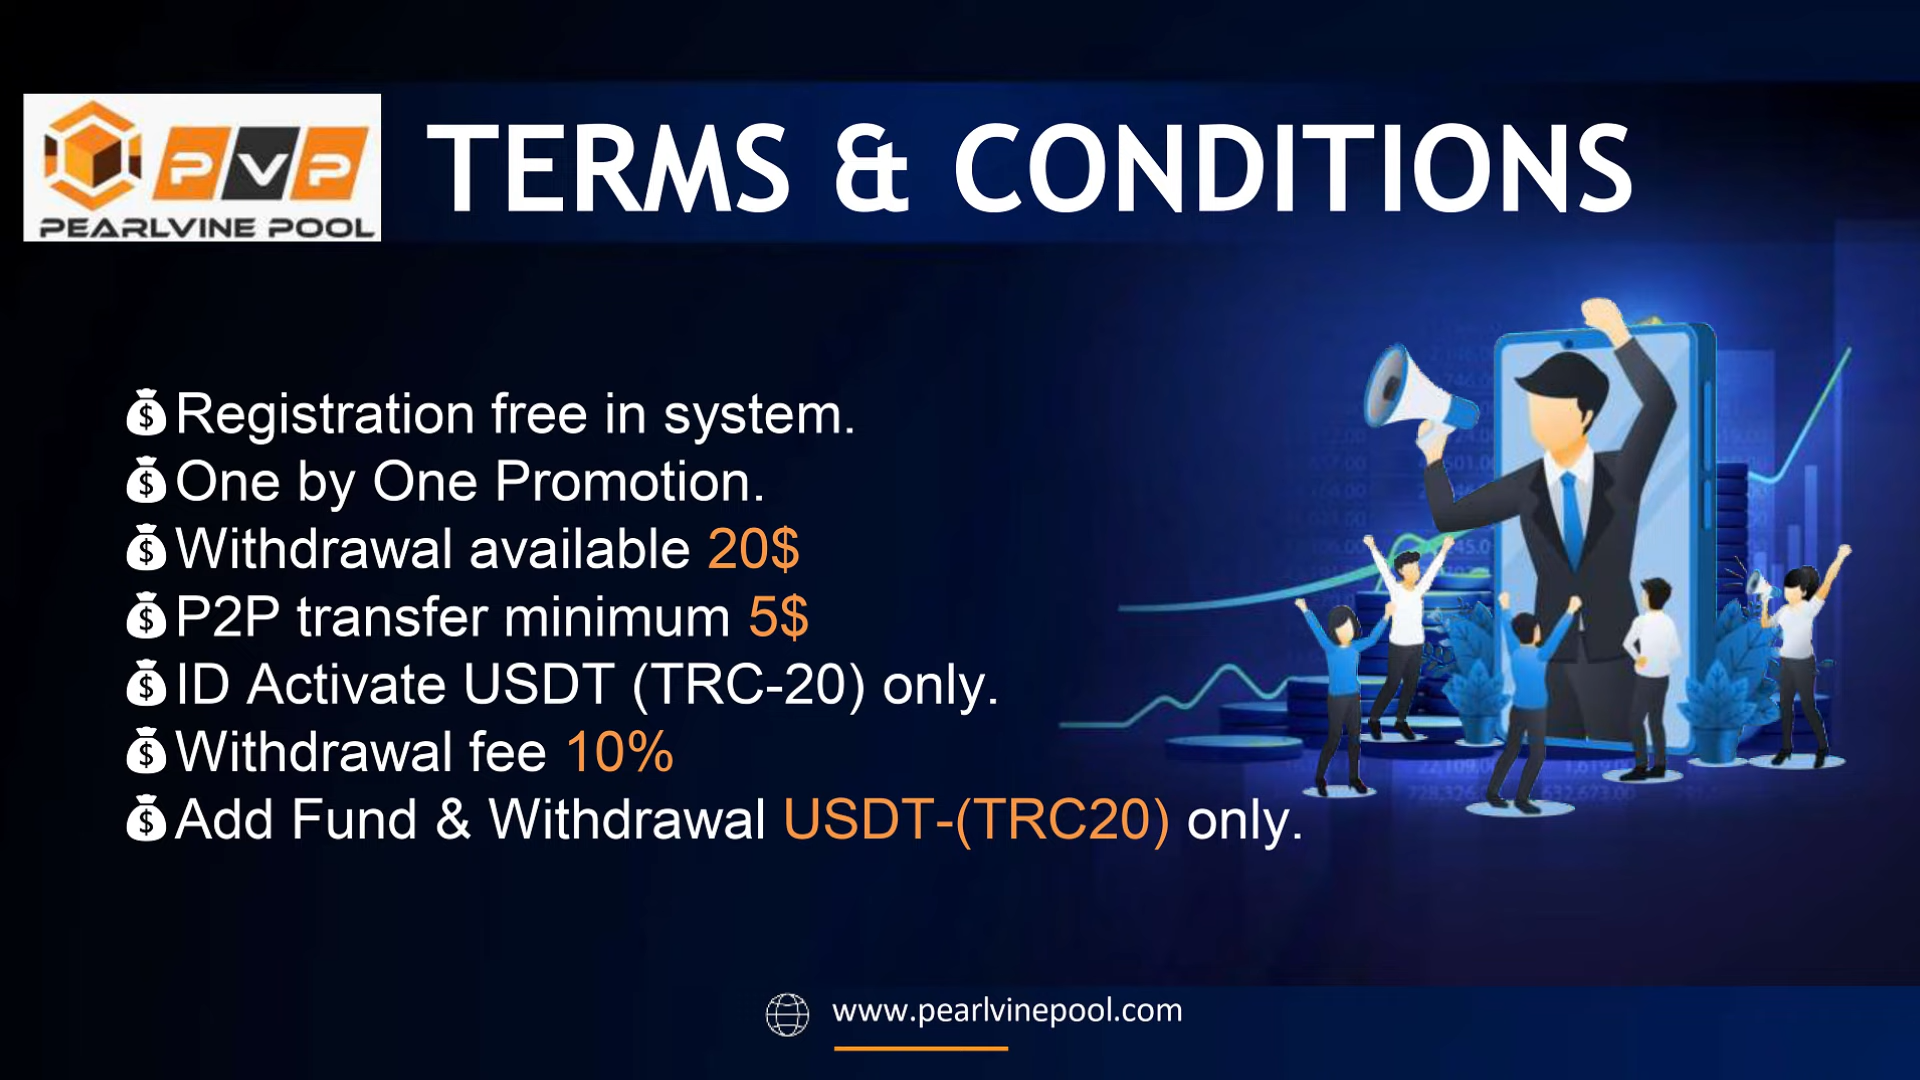 PVP
PEARLVINE POOL
TERMS & CONDITIONS
Registration free in system.
One by One Promotion.
Withdrawal available 20$
P2P transfer minimum 5$
ID Activate USDT (TRC-20) only.
Withdrawal fee 10%
Add Fund & Withdrawal USDT-(TRC20) only.
www.pearlvinepool.com